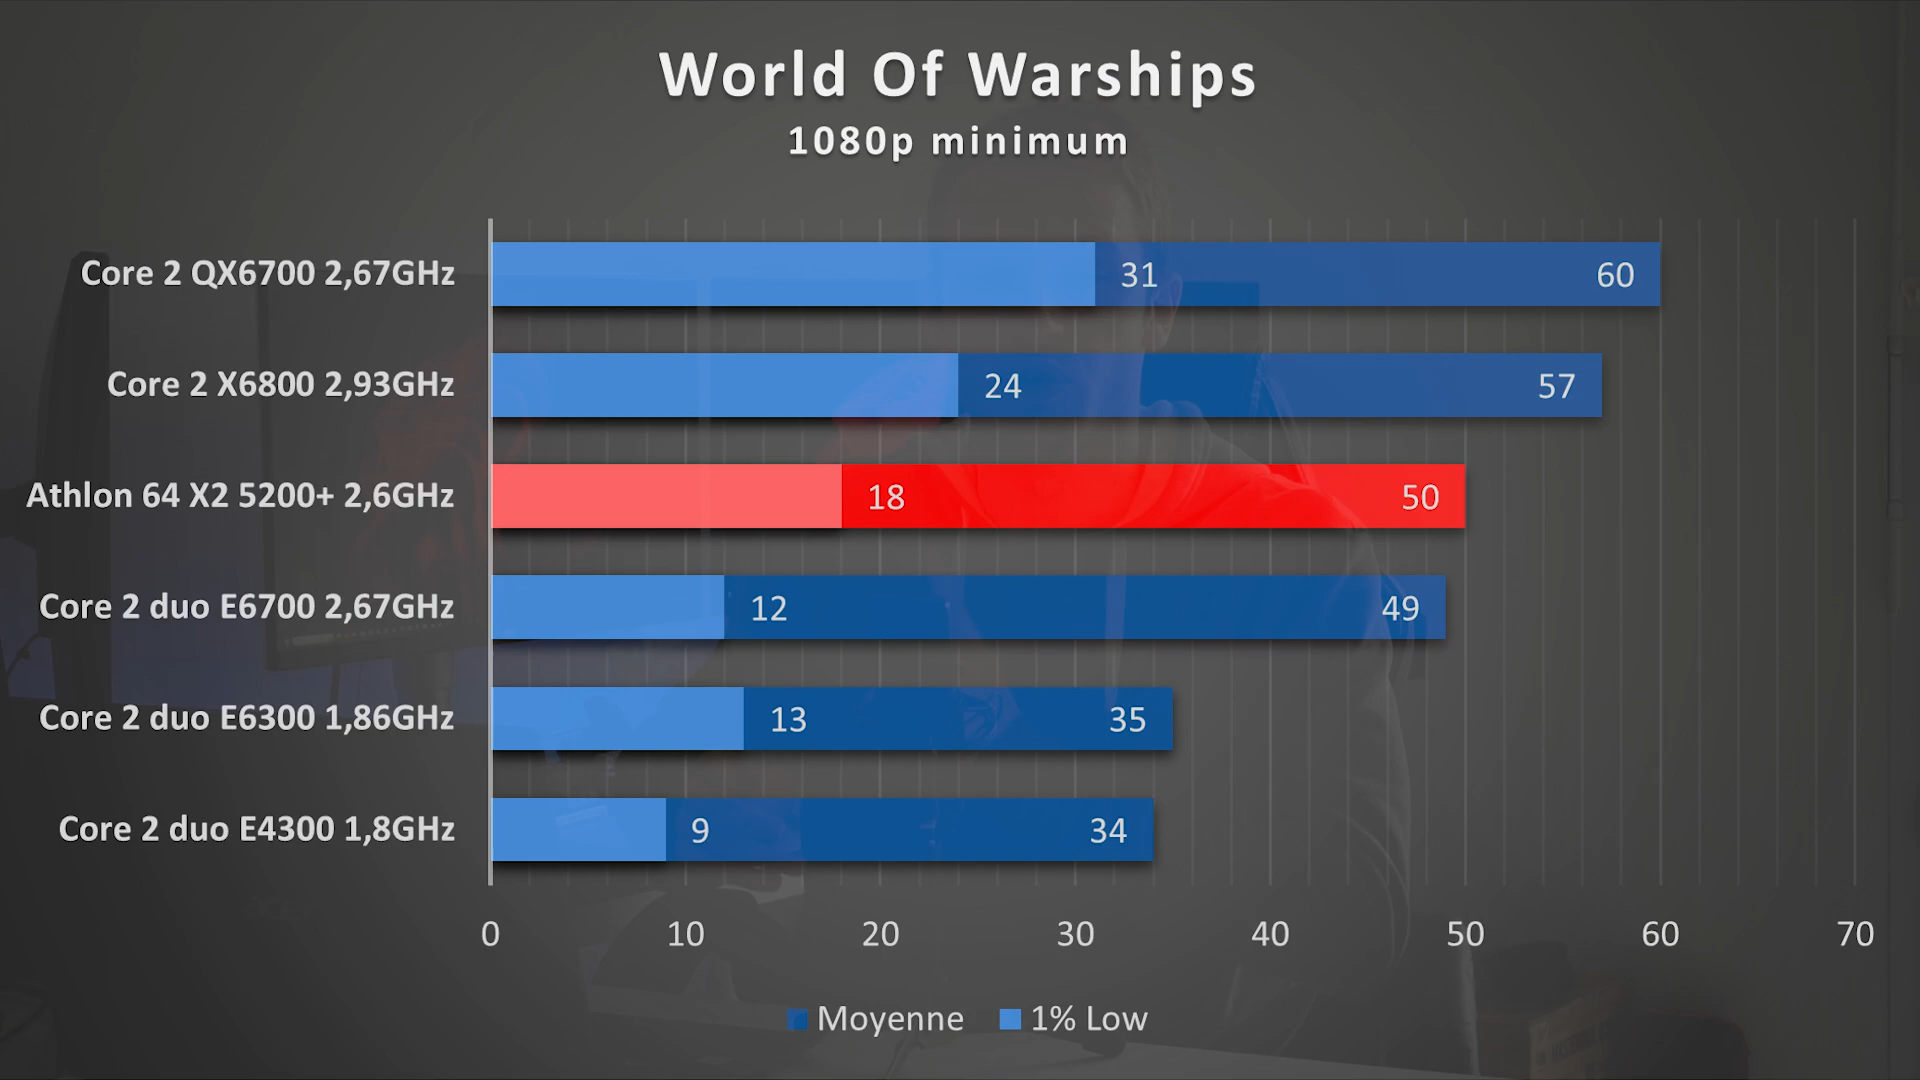 World Of Warships
1080p minimum
Core 2 QX6700 2,67GHz 31 60
Core 2 X6800 2,93GHz 24 57
Athlon 64 X2 5200+ 2,6GHz 18 50
Core 2 duo E6700 2,67GHz 12 49
Core 2 duo E6300 1,86GHz 13 35
Core 2 duo E4300 1,8GHz 9 34
0 10 20 30 40 50 60 70
Moyenne 1% Low